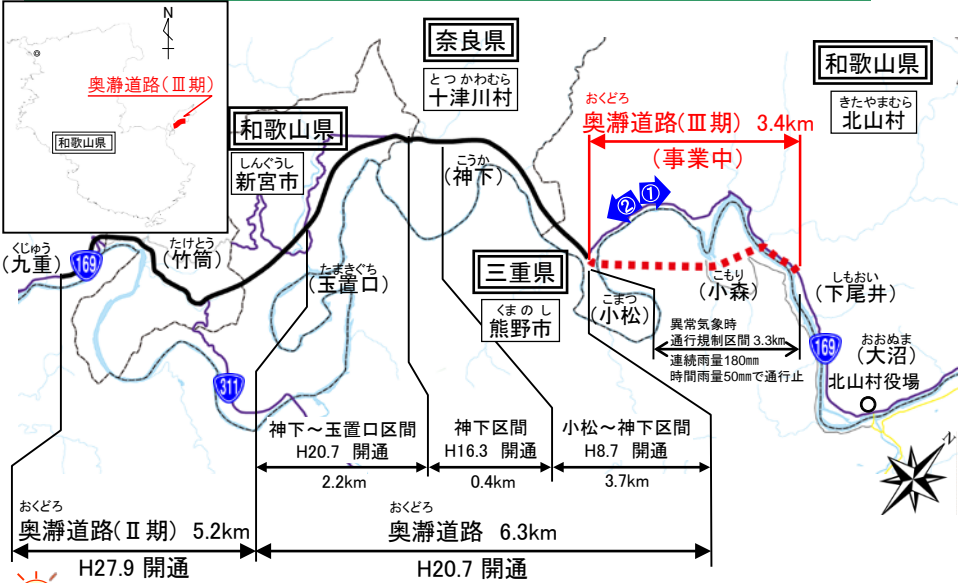 N
奥瀞道路(Ⅲ期)
和歌山県
奈良県
とつかわむら
十津川村
和歌山県
きたやまむら
北山村
和歌山県
しんぐうし
新宮市
おくどろ
奥瀞道路(Ⅲ期) 3.4km
(事業中)
②
①
こうか
(神下)
くじゅう
(九重)
169
たけとう
(竹筒)
たまきぐち
(玉置口)
三重県
くまのし
熊野市
こまつ
(小松)
こもり
(小森)
しもおい
(下尾井)
異常気象時
通行規制区間 3.3km
連続雨量180mm
時間雨量50mmで通行止
169
おおぬま
(大沼)
北山村役場
311
N
神下~玉置口区間
H20.7 開通
2.2km
神下区間
H16.3 開通
0.4km
小松~神下区間
H8.7 開通
3.7km
おくどろ
奥瀞道路(Ⅱ期) 5.2km
H27.9 開通
おくどろ
奥瀞道路 6.3km
H20.7 開通